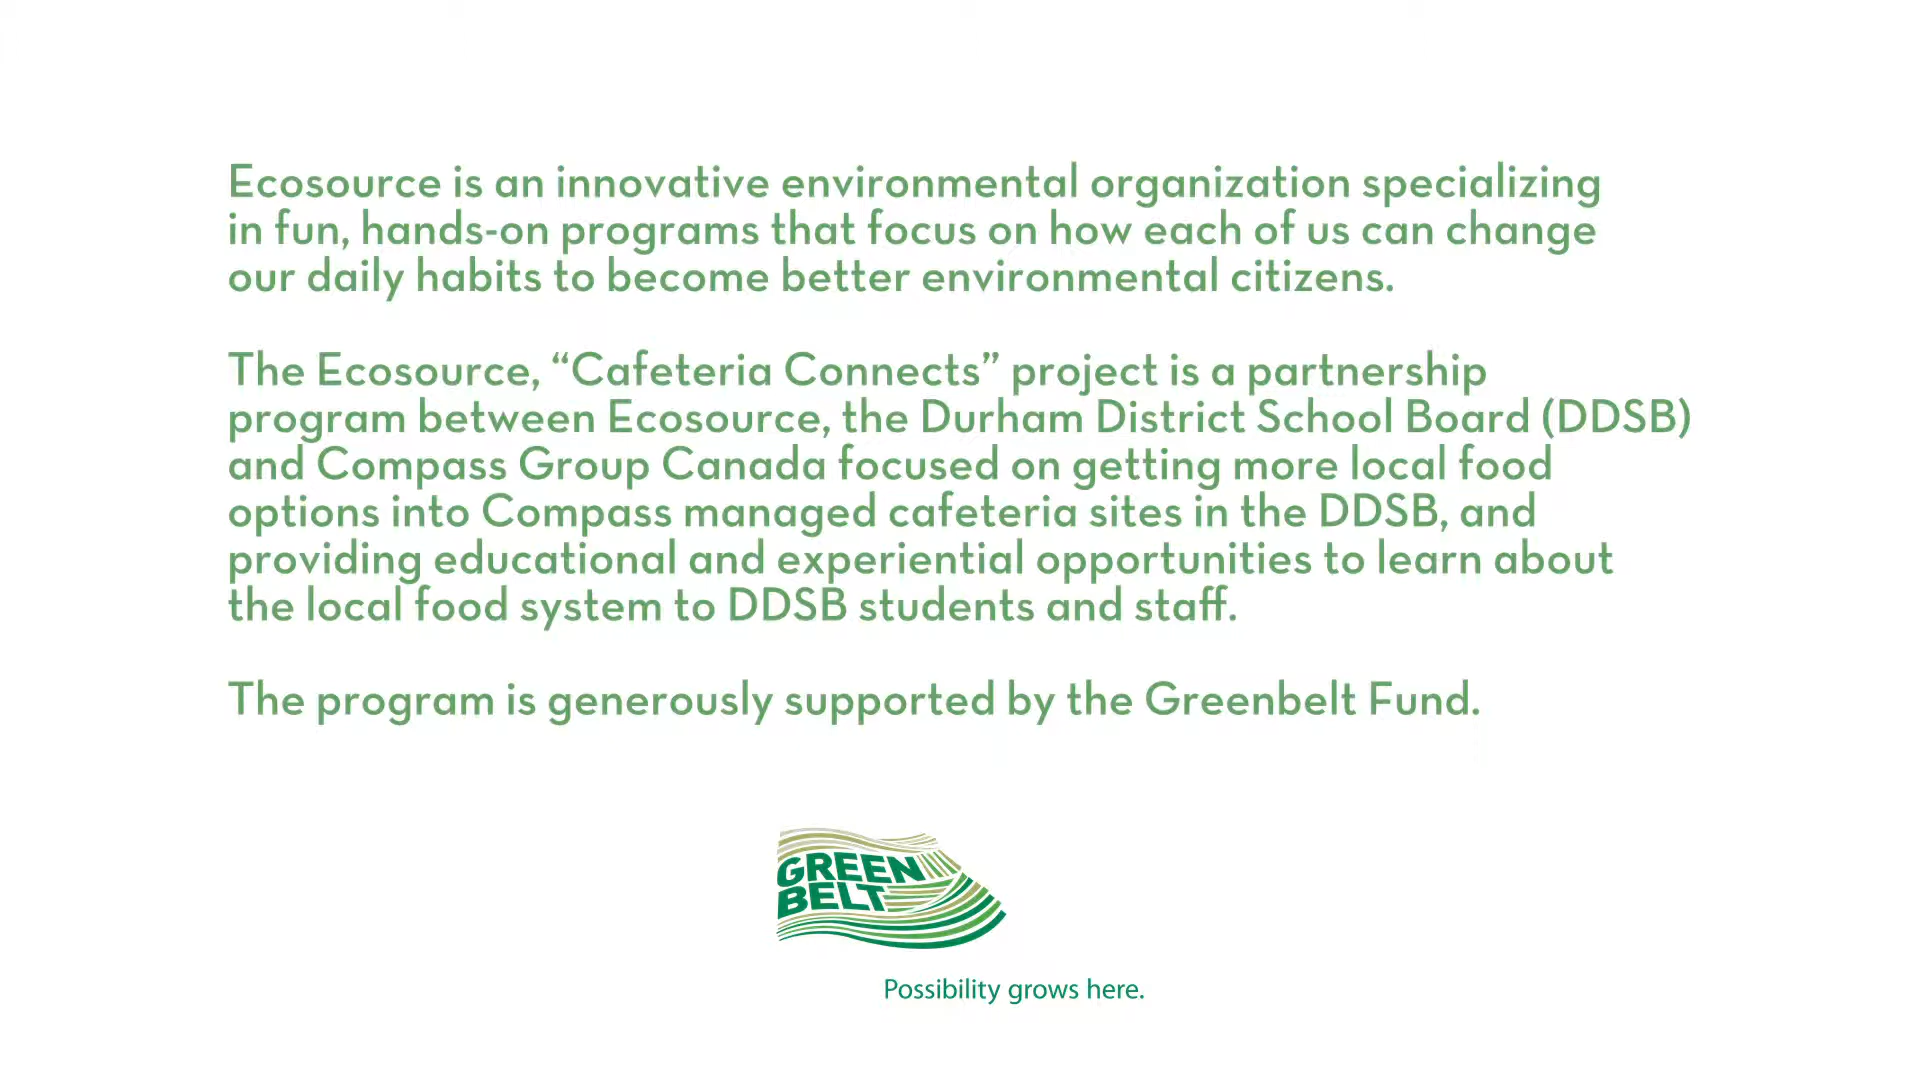 Ecosource is an innovative environmental organization specializing
in fun, hands-on programs that focus on how each of us can change
our daily habits to become better environmental citizens.
The Ecosource, “Cafeteria Connects” project is a partnership
program between Ecosource, the Durham District School Board (DDSB)
and Compass Group Canada focused on getting more local food
options into Compass managed cafeteria sites in the DDSB, and
providing educational and experiential opportunities to learn about
the local food system to DDSB students and staff.
The program is generously supported by the Greenbelt Fund.
GREEN
BELT
Possibility grows here.